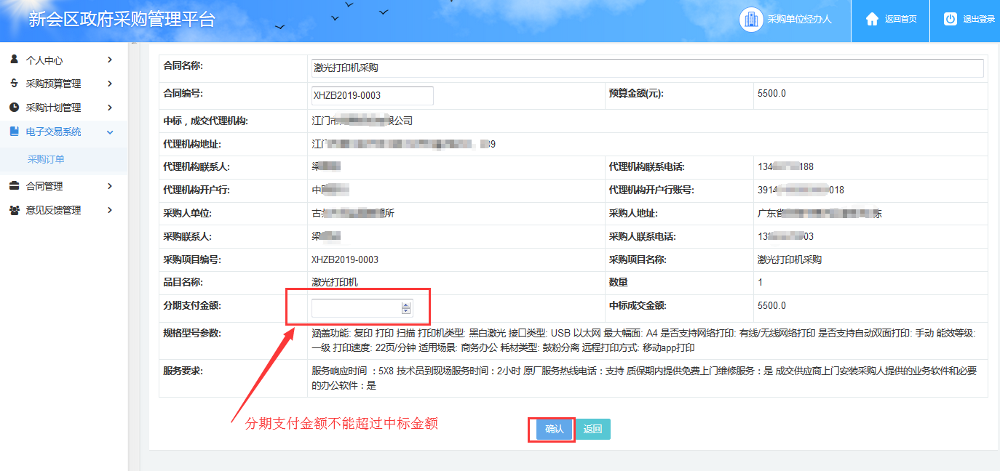 新会区政府采购管理平台
采购单位经办人
返回首页
退出登录
个人中心
采购预算管理
采购计划管理
电子交易系统
采购订单
合同管理
意见反馈管理
合同名称: 激光打印机采购
合同编号: XHZB2019-0003 预算金额(元): 5500.0
中标，成交代理机构: 江门市 限公司
代理机构地址: 江门 39
代理机构联系人: 梁 代理机构联系电话: 134 188
代理机构开户行: 中 代理机构开户行账号: 3914 018
采购人单位: 古 所 采购人地址: 广东省 栋
采购联系人: 梁 采购人联系电话: 13 03
采购项目编号: XHZB2019-0003 采购项目名称: 激光打印机采购
品目名称: 激光打印机 数量 1
分期支付金额: 中标成交金额: 5500.0
规格型号参数: 涵盖功能: 复印 打印 扫描 打印机类型: 黑白激光 接口类型: USB 以太网 最大幅面: A4 是否支持网络打印: 有线/无线网络打印 是否支持自动双面打印: 手动 能效等级:
一级 打印速度: 22页/分钟 适用场景: 商务办公 耗材类型: 鼓粉分离 远程打印方式: 移动app打印
服务要求: 服务响应时间 ：5X8 技术员到现场服务时间：2小时 原厂服务热线电话：支持 质保期内提供免费上门维修服务：是 成交供应商上门安装采购人提供的业务软件和必要
的办公软件：是
分期支付金额不能超过中标金额
确认 返回